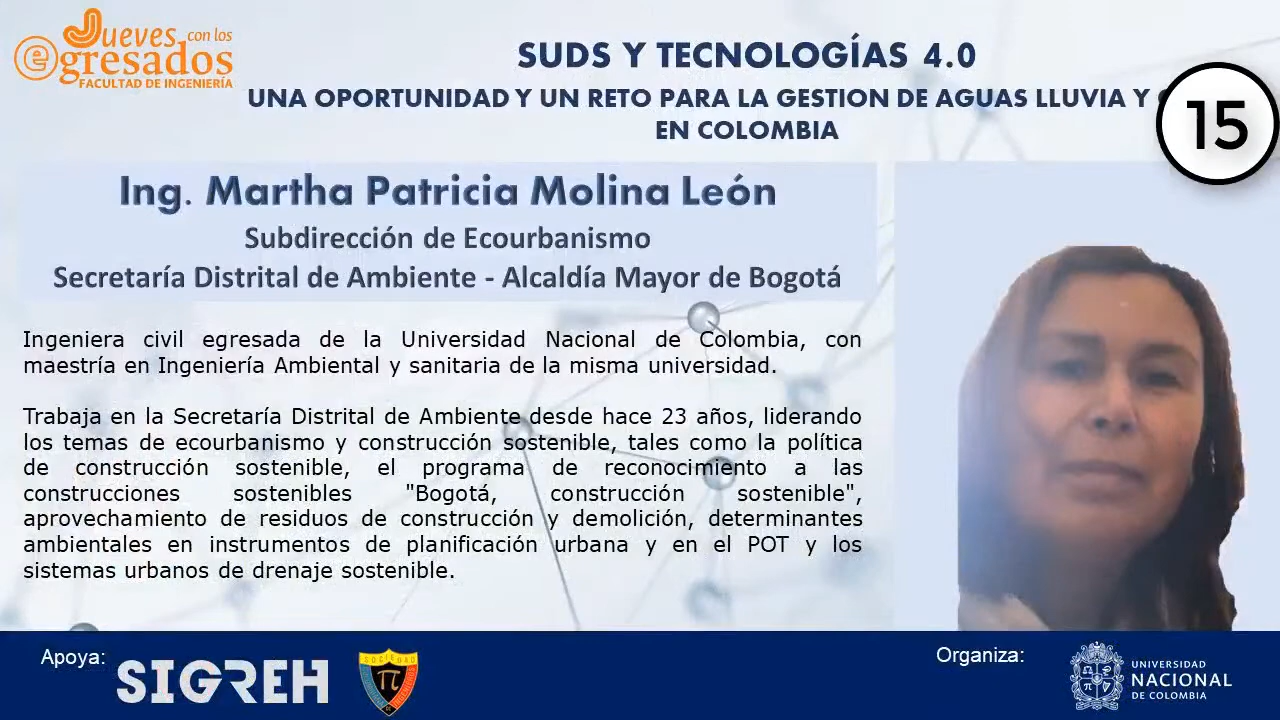 Jueves con los
egresados
FACULTAD DE INGENIERÍA
SUDS Y TECNOLOGÍAS 4.0
UNA OPORTUNIDAD Y UN RETO PARA LA GESTION DE AGUAS LLUVIA Y
EN COLOMBIA
15
Ing. Martha Patricia Molina León
Subdirección de Ecourbanismo
Secretaría Distrital de Ambiente - Alcaldía Mayor de Bogotá
Ingeniera civil egresada de la Universidad Nacional de Colombia, con
maestría en Ingeniería Ambiental y sanitaria de la misma universidad.
Trabaja en la Secretaría Distrital de Ambiente desde hace 23 años, liderando
los temas de ecourbanismo y construcción sostenible, tales como la política
de construcción sostenible, el programa de reconocimiento a las
construcciones sostenibles "Bogotá, construcción sostenible",
aprovechamiento de residuos de construcción y demolición, determinantes
ambientales en instrumentos de planificación urbana y en el POT y los
sistemas urbanos de drenaje sostenible.
Apoya:
SIGREH
SOCIEDAD
π
Organiza:
UNIVERSIDAD
NACIONAL
DE COLOMBIA